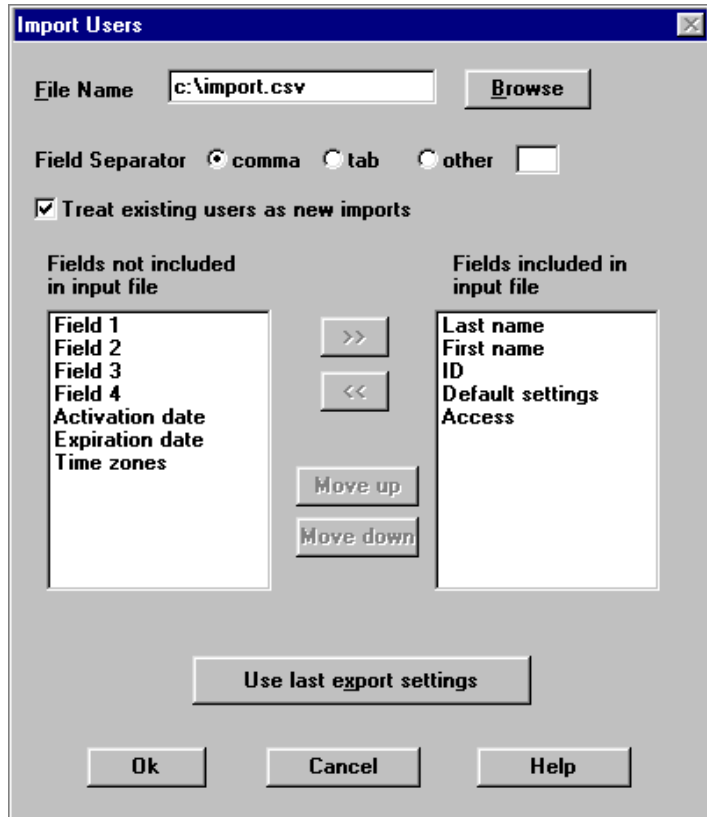 Import Users
File Name c:\import.csv Browse
Field Separator comma tab other
Treat existing users as new imports
Fields not included
in input file
Fields included in
input file
Field 1
Field 2
Field 3
Field 4
Activation date
Expiration date
Time zones
>>
<<
Move up
Move down
Last name
First name
ID
Default settings
Access
Use last export settings
Ok Cancel Help